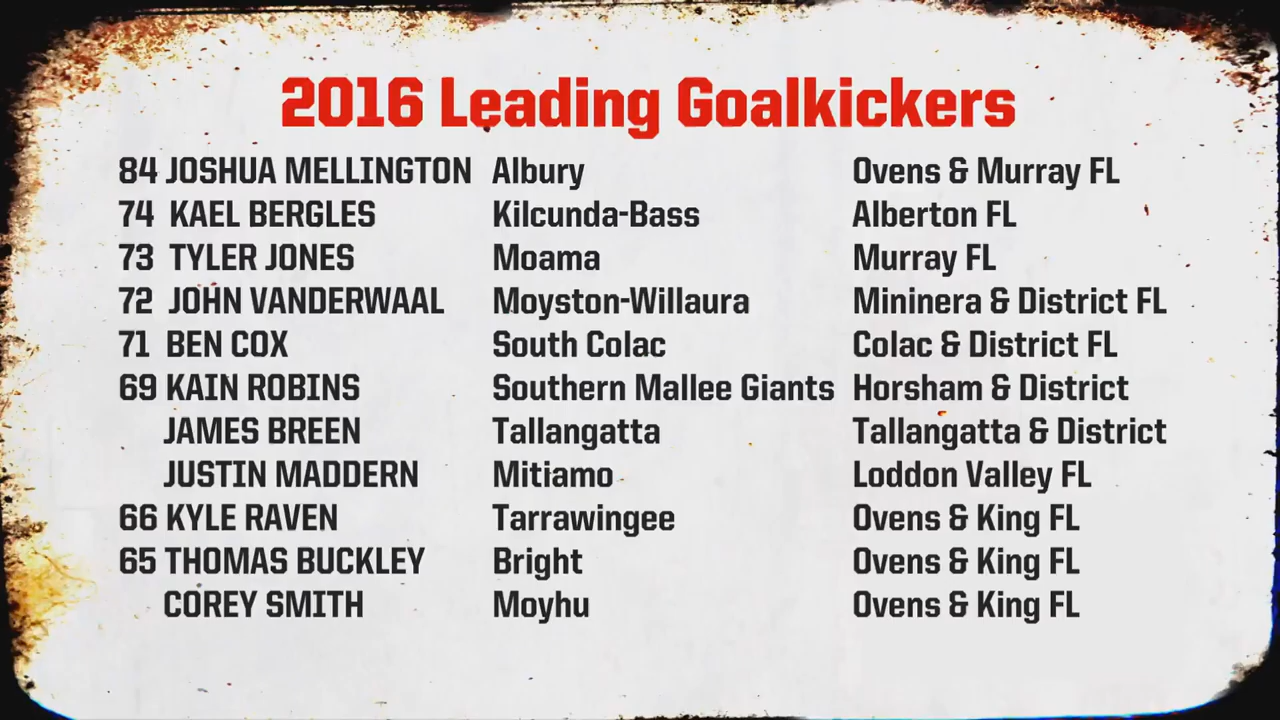 2016 Leading Goalkickers
84 JOSHUA MELLINGTON Albury Ovens & Murray FL
74 KAEL BERGLES Kilcunda-Bass Alberton FL
73 TYLER JONES Moama Murray FL
72 JOHN VANDERWAAL Moyston-Willaura Mininera & District FL
71 BEN COX South Colac Colac & District FL
69 KAIN ROBINS Southern Mallee Giants Horsham & District
JAMES BREEN Tallangatta Tallangatta & District
JUSTIN MADDERN Mitiamo Loddon Valley FL
66 KYLE RAVEN Tarrawingee Ovens & King FL
65 THOMAS BUCKLEY Bright Ovens & King FL
COREY SMITH Moyhu Ovens & King FL